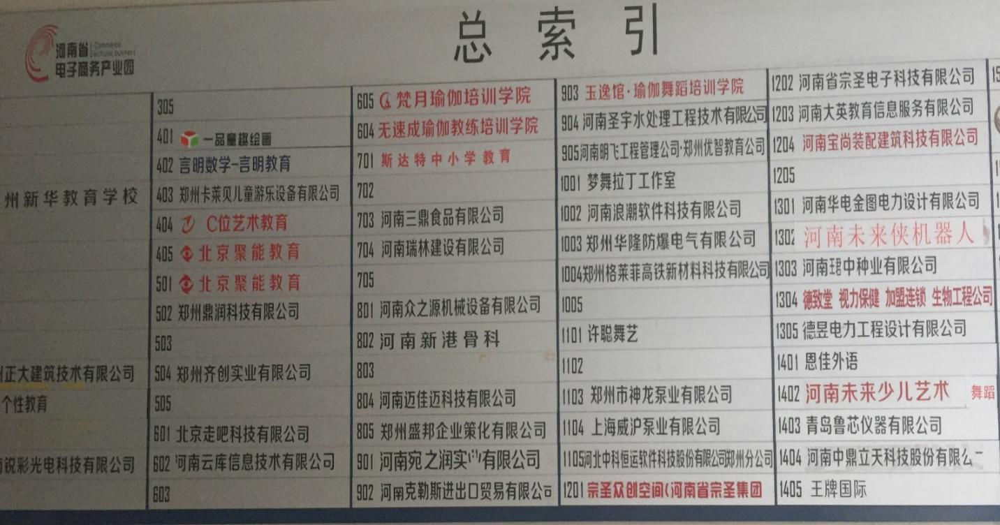 总索引
河南省 E-Commerce
电子商务产业园 Electronic business
州新华教育学校
正大建筑技术有限公司
个性教育
锐彩光电科技有限公司
305
401 一品童趣绘画
402 言明数学-言明教育
403 郑州卡莱贝儿童游乐设备有限公司
404 C位艺术教育
405 北京聚能教育
501 北京聚能教育
502 郑州鼎润科技有限公司
503
504 郑州齐创实业有限公司
505
601 北京走吧科技有限公司
602 河南云库信息技术有限公司
603
605 梵月瑜伽培训学院
604 无速成瑜伽教练培训学院
701 斯达特中小学教育
702
703 河南三鼎食品有限公司
704 河南瑞林建设有限公司
705
801 河南众之源机械设备有限公司
802 河南新港骨科
803
804 河南迈佳迈科技有限公司
805 郑州盛邦企业策化有限公司
901 河南宛之润实业有限公司
902 河南克勒斯进出口贸易有限公司
903 玉逸馆·瑜伽舞蹈培训学院
904 河南圣宇水处理工程技术有限公司
905河南明飞工程管理公司·郑州优智教育公司
1001 梦舞拉丁工作室
1002 河南浪潮软件科技有限公司
1003 郑州华隆防爆电气有限公司
1004郑州格莱菲高铁新材料科技有限公司
1005
1101 许聪舞艺
1102
1103 郑州市神龙泵业有限公司
1104 上海威沪泵业有限公司
1105河北中科恒运软件科技股份有限公司郑州分公司
1201 宗圣众创空间(河南省宗圣集团
1202 河南省宗圣电子科技有限公司
1203 河南大英教育信息服务有限公司
1204 河南宝尚装配建筑科技有限公司
1205
1301 河南华电金图电力设计有限公司
1302 河南未来侠机器人
1303 河南珺中种业有限公司
1304 德致堂 视力保健 加盟连锁 生物工程公司
1305 德昱电力工程设计有限公司
1401 恩佳外语
1402 河南未来少儿艺术 舞蹈
1403 青岛鲁芯仪器有限公司
1404 河南中鼎立天科技股份有限公
1405 王牌国际